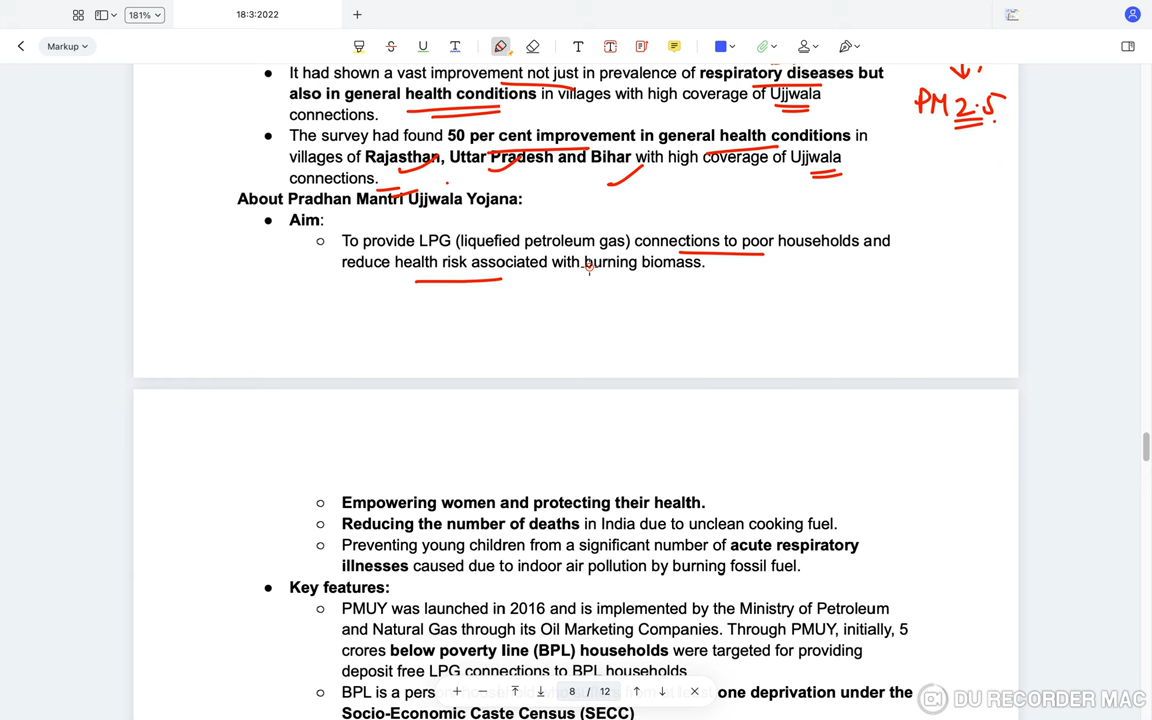 181%
18:3:2022
Markup
It had shown a vast improvement not just in prevalence of respiratory diseases but
also in general health conditions in villages with high coverage of Ujjwala
connections.
PM 2.5
The survey had found 50 per cent improvement in general health conditions in
villages of Rajasthan, Uttar Pradesh and Bihar with high coverage of Ujjwala
connections.
About Pradhan Mantri Ujjwala Yojana:
Aim:
To provide LPG (liquefied petroleum gas) connections to poor households and
reduce health risk associated with burning biomass.
Empowering women and protecting their health.
Reducing the number of deaths in India due to unclean cooking fuel.
Preventing young children from a significant number of acute respiratory
illnesses caused due to indoor air pollution by burning fossil fuel.
Key features:
PMUY was launched in 2016 and is implemented by the Ministry of Petroleum
and Natural Gas through its Oil Marketing Companies. Through PMUY, initially, 5
crores below poverty line (BPL) households were targeted for providing
deposit free LPG connections to BPL households
BPL is a pers one deprivation under the
8 / 12
Socio-Economic Caste Census (SECC)
DU RECORDER MAC